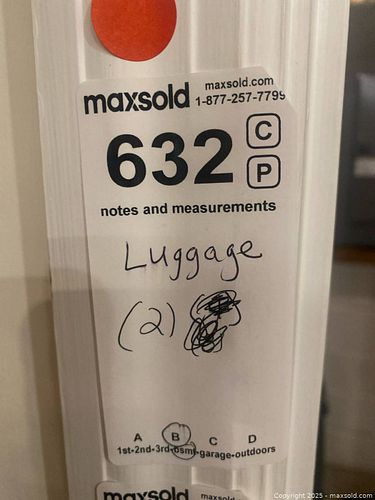 maxsold
maxsold.com
1-877-257-7799
632
C
P
notes and measurements
Luggage
(2)
A B C D
1st-2nd-3rd-bsmt-garage-outdoors
maxsold
Copyright 2025 - maxsold.com